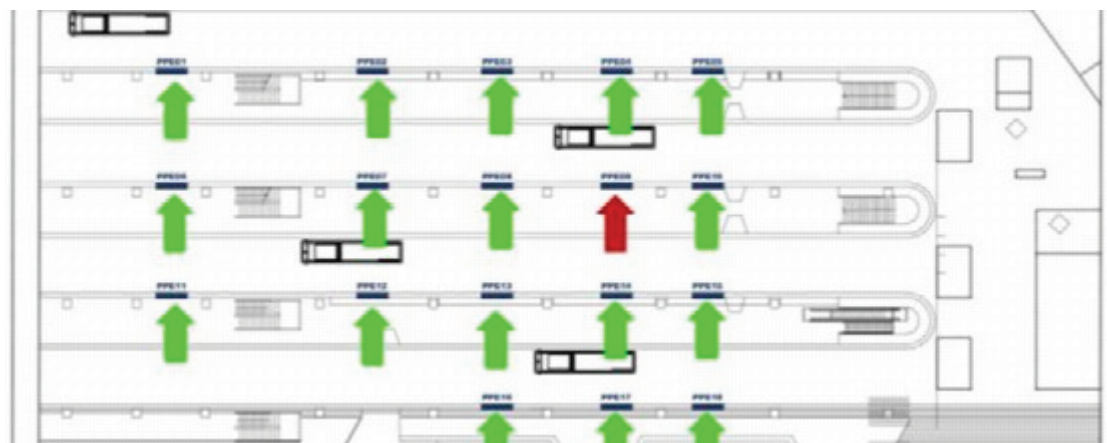 PPE01 PPE02 PPE03 PPE04 PPE05
PPE06 PPE07 PPE08 PPE09 PPE10
PPE11 PPE12 PPE13 PPE14 PPE15
PPE16 PPE17 PPE18